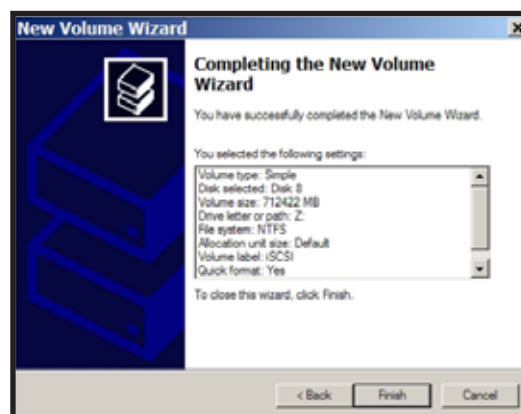 New Volume Wizard
Completing the New Volume
Wizard
You have successfully completed the New Volume Wizard.
You selected the following settings:
Volume type: Simple
Disk selected: Disk 8
Volume size: 712422 MB
Drive letter or path: Z:
File system: NTFS
Allocation unit size: Default
Volume label: iSCSI
Quick format: Yes
To close this wizard, click Finish.
< Back
Finish
Cancel